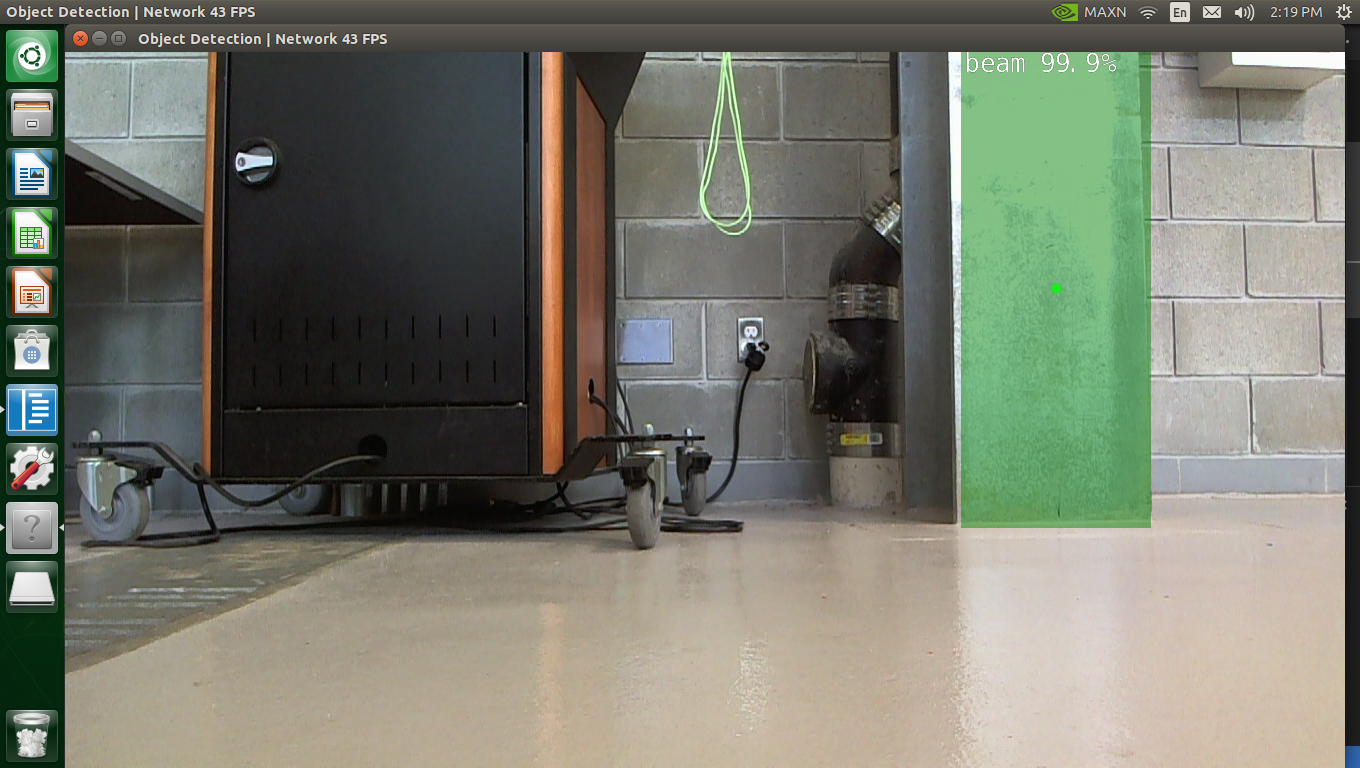 Object Detection | Network 43 FPS
MAXN En 2:19 PM
Object Detection | Network 43 FPS
beam 99.9%